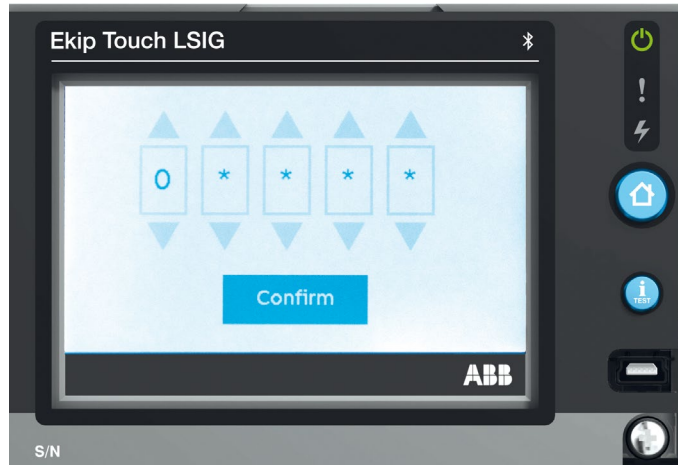 Ekip Touch LSIG
!
0 * * * *
Confirm
i
TEST
ABB
S/N